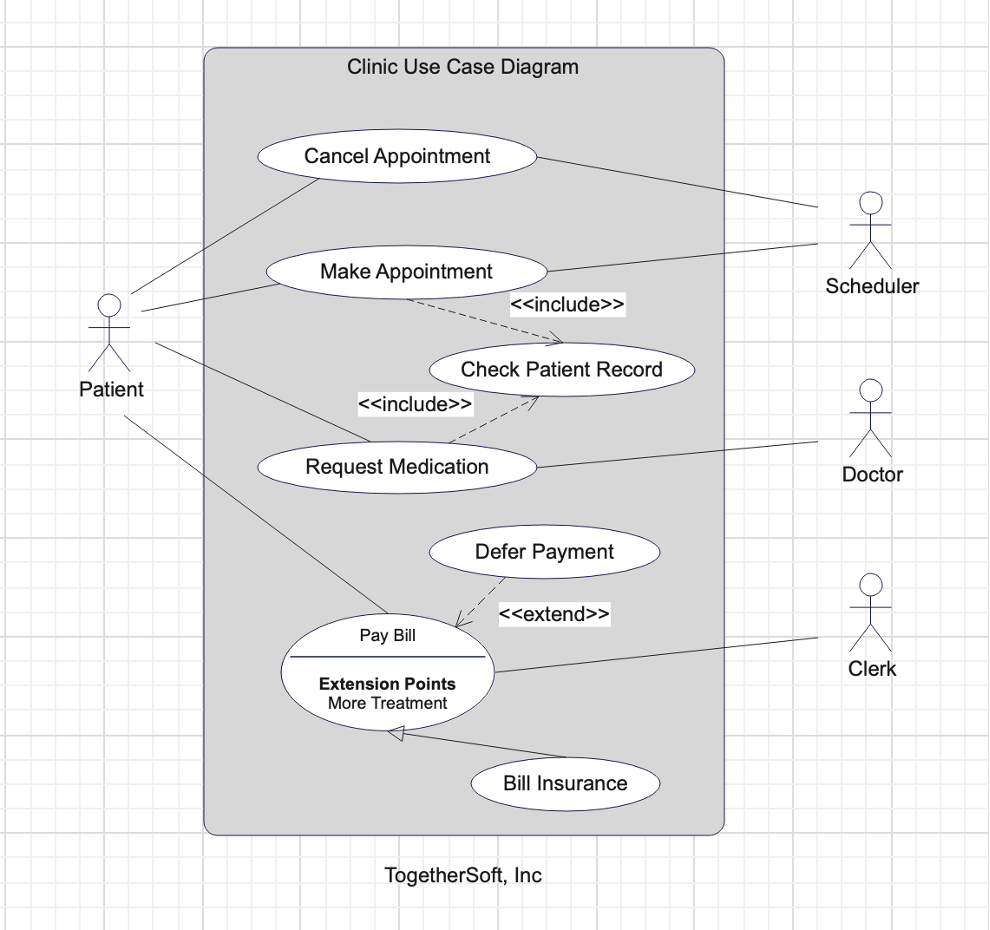 Clinic Use Case Diagram
Cancel Appointment
Make Appointment
Scheduler
<<include>>
Check Patient Record
Patient
<<include>>
Request Medication
Doctor
Defer Payment
<<extend>>
Pay Bill
Extension Points
More Treatment
Clerk
Bill Insurance
TogetherSoft, Inc